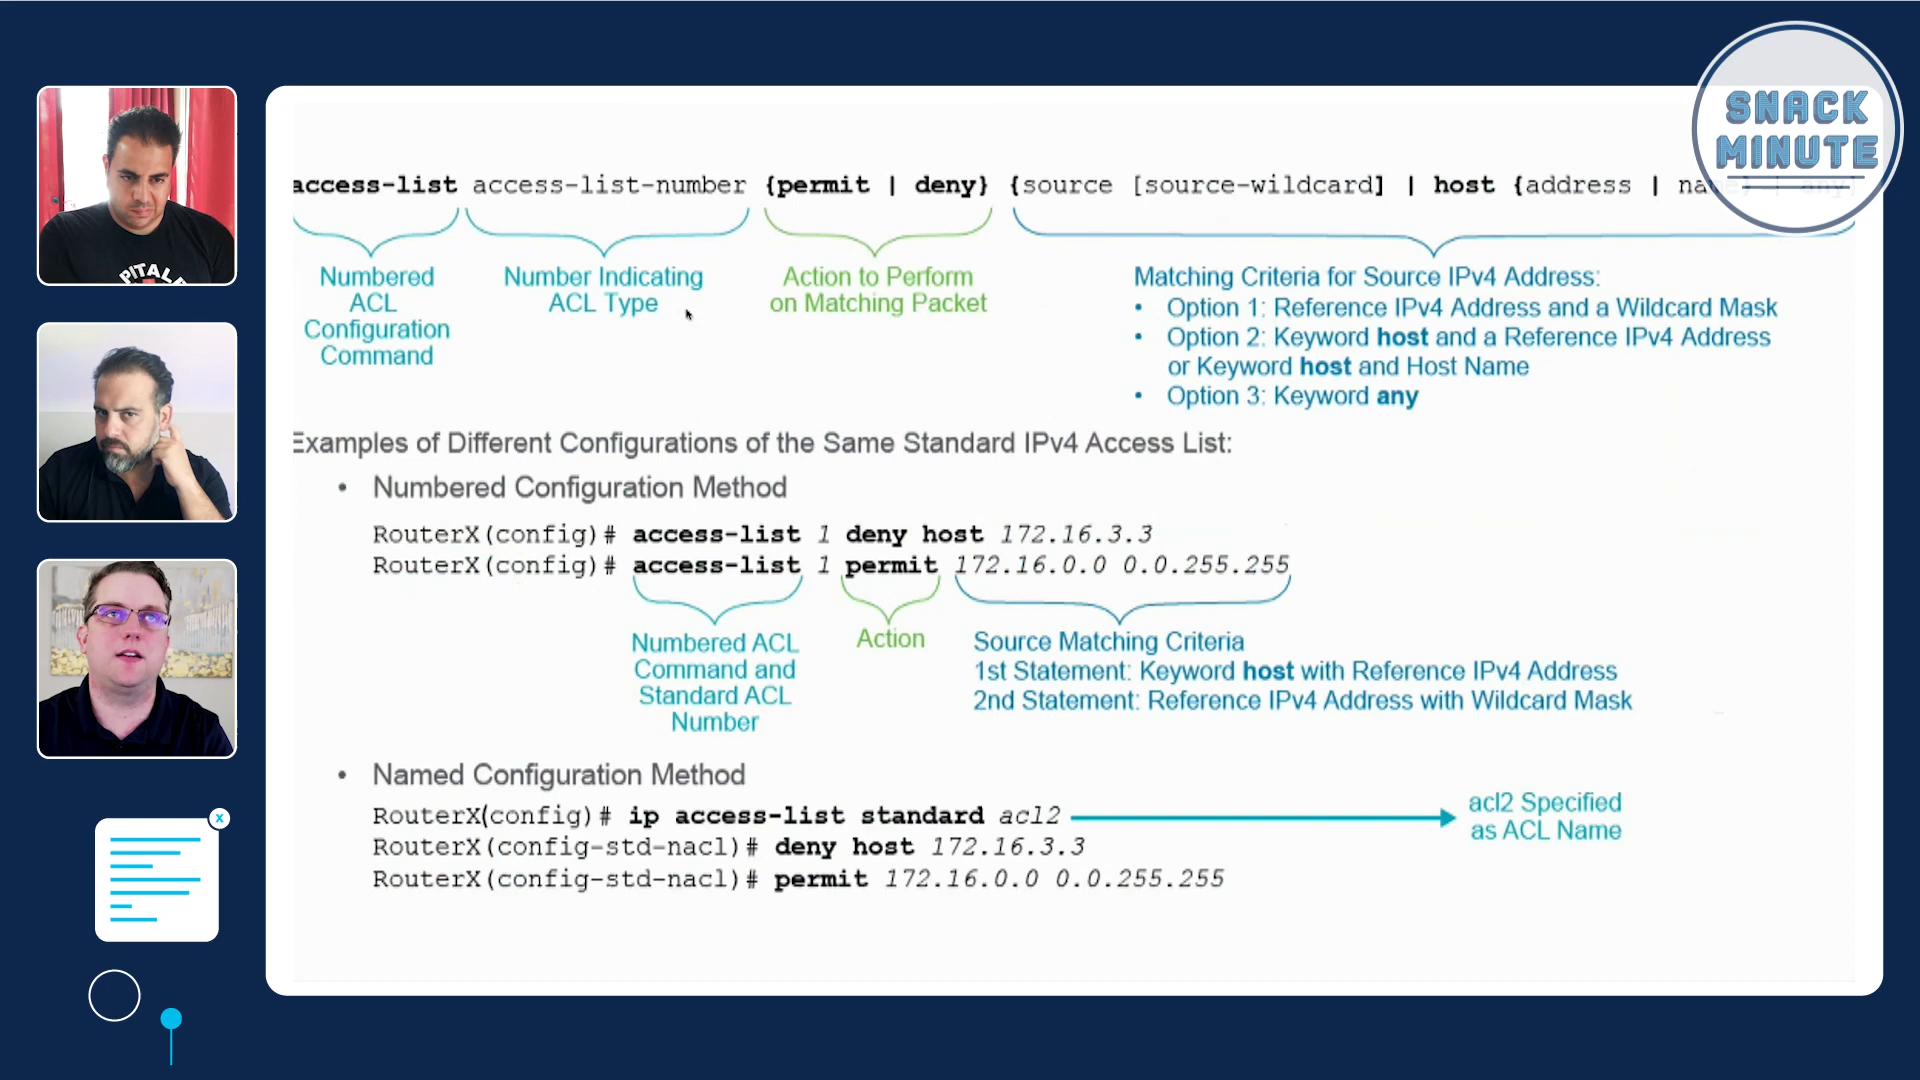 SNACK
MINUTE
access-list access-list-number {permit | deny} {source [source-wildcard] | host {address | name} | any
Numbered
ACL
Configuration
Command
Number Indicating
ACL Type
Action to Perform
on Matching Packet
Matching Criteria for Source IPv4 Address:
• Option 1: Reference IPv4 Address and a Wildcard Mask
• Option 2: Keyword host and a Reference IPv4 Address
or Keyword host and Host Name
• Option 3: Keyword any
Examples of Different Configurations of the Same Standard IPv4 Access List:
• Numbered Configuration Method
RouterX(config)# access-list 1 deny host 172.16.3.3
RouterX(config)# access-list 1 permit 172.16.0.0 0.0.255.255
Numbered ACL
Command and
Standard ACL
Number
Action
Source Matching Criteria
1st Statement: Keyword host with Reference IPv4 Address
2nd Statement: Reference IPv4 Address with Wildcard Mask
• Named Configuration Method
RouterX(config)# ip access-list standard acl2
RouterX(config-std-nacl)# deny host 172.16.3.3
RouterX(config-std-nacl)# permit 172.16.0.0 0.0.255.255
acl2 Specified
as ACL Name
x